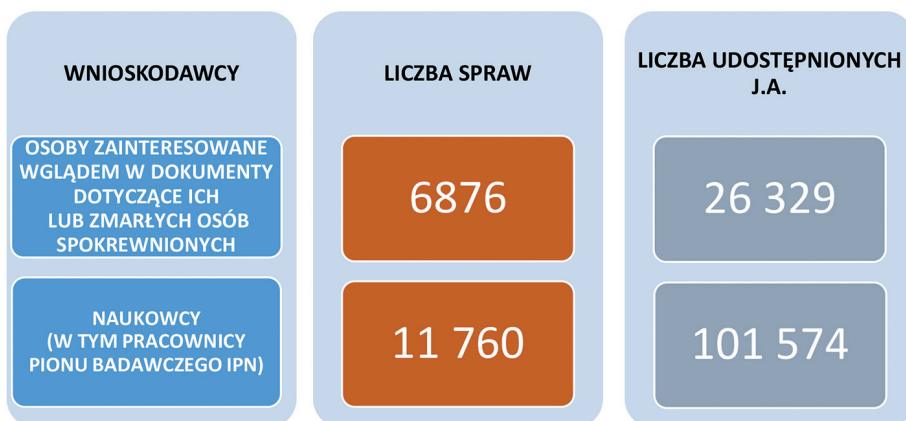 WNIOSKODAWCY
OSOBY ZAINTERESOWANE
WGLĄDEM W DOKUMENTY
DOTYCZĄCE ICH
LUB ZMARŁYCH OSÓB
SPOKREWNIONYCH
NAUKOWCY
(W TYM PRACOWNICY
PIONU BADAWCZEGO IPN)
LICZBA SPRAW
6876
11 760
LICZBA UDOSTĘPNIONYCH
J.A.
26 329
101 574